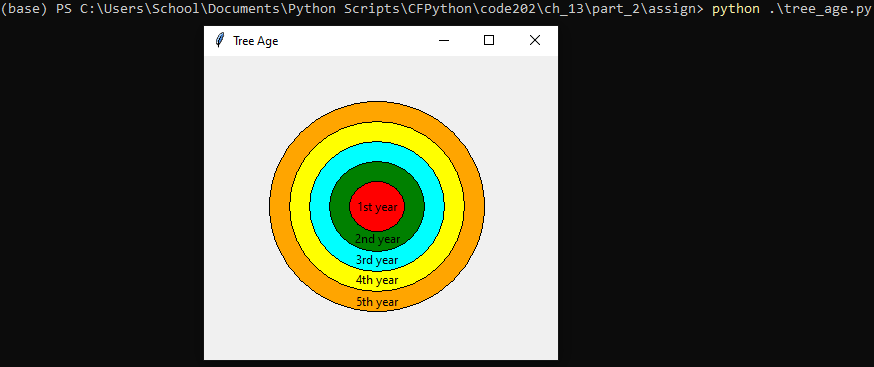 (base) PS C:\Users\School\Documents\Python Scripts\CFPython\code202\ch_13\part_2\assign> python .\tree_age.py
Tree Age
1st year
2nd year
3rd year
4th year
5th year